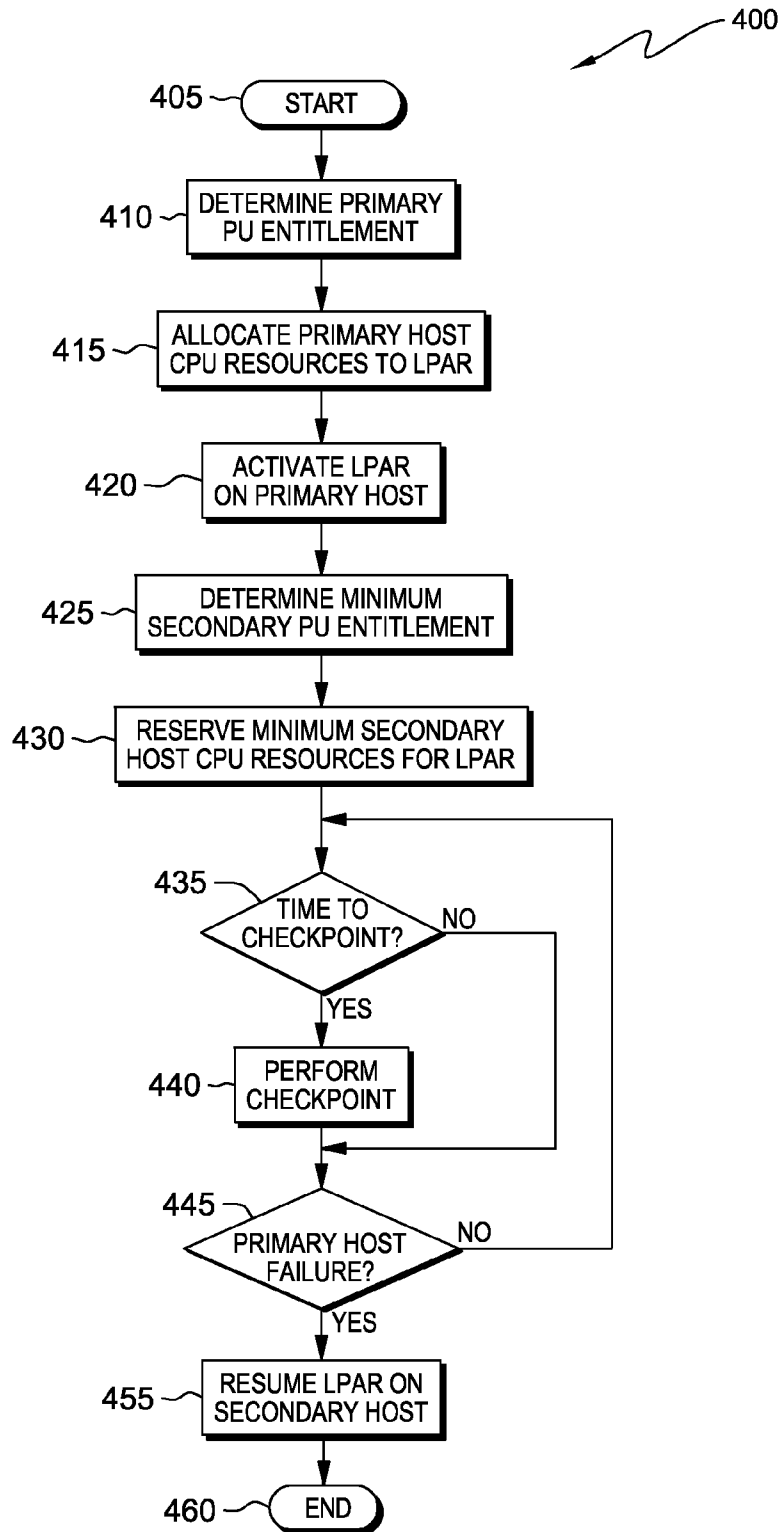 400
405
START
410
DETERMINE PRIMARY
PU ENTITLEMENT
415
ALLOCATE PRIMARY HOST
CPU RESOURCES TO LPAR
420
ACTIVATE LPAR
ON PRIMARY HOST
425
DETERMINE MINIMUM
SECONDARY PU ENTITLEMENT
430
RESERVE MINIMUM SECONDARY
HOST CPU RESOURCES FOR LPAR
435
TIME TO
CHECKPOINT?
NO
YES
440
PERFORM
CHECKPOINT
445
PRIMARY HOST
FAILURE?
NO
YES
455
RESUME LPAR ON
SECONDARY HOST
460
END